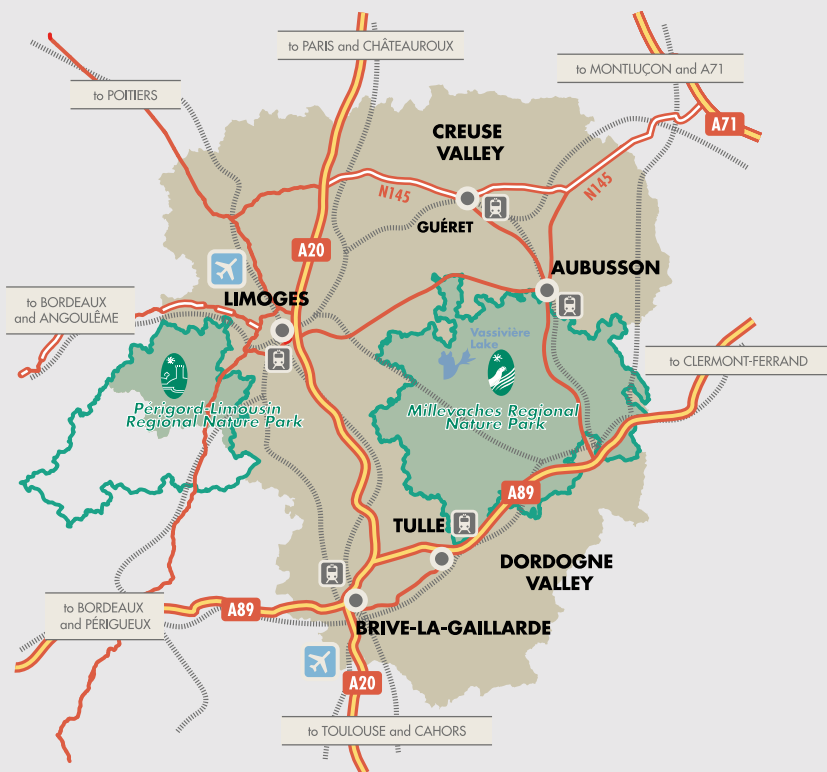 to PARIS and CHÂTEAUROUX
to MONTLUÇON and A71
to POITIERS
A71
CREUSE
VALLEY
N145
N145
GUÉRET
A20
AUBUSSON
LIMOGES
to BORDEAUX
and ANGOULÊME
Vassivière
Lake
to CLERMONT-FERRAND
Périgord-Limousin
Regional Nature Park
Millevaches Regional
Nature Park
A89
TULLE
DORDOGNE
VALLEY
to BORDEAUX
and PÉRIGUEUX
A89
BRIVE-LA-GAILLARDE
A20
to TOULOUSE and CAHORS